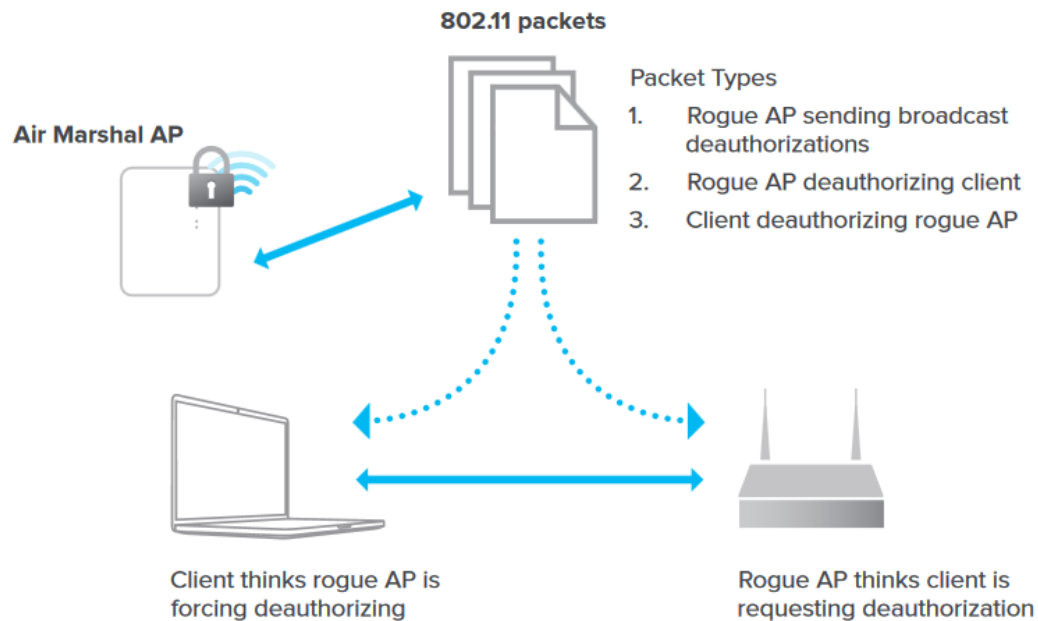 802.11 packets
Air Marshal AP
Packet Types
1. Rogue AP sending broadcast
deauthorizations
2. Rogue AP deauthorizing client
3. Client deauthorizing rogue AP
Client thinks rogue AP is
forcing deauthorizing
Rogue AP thinks client is
requesting deauthorization